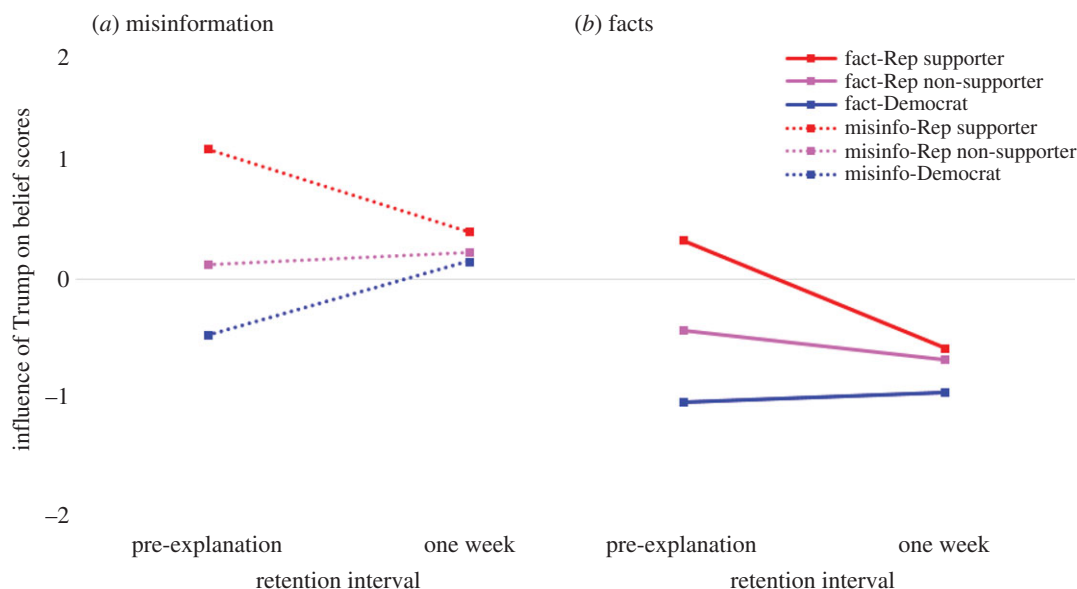 (a) misinformation
(b) facts
influence of Trump on belief scores
2
1
0
–1
–2
fact-Rep supporter
fact-Rep non-supporter
fact-Democrat
misinfo-Rep supporter
misinfo-Rep non-supporter
misinfo-Democrat
pre-explanation
one week
pre-explanation
one week
retention interval
retention interval